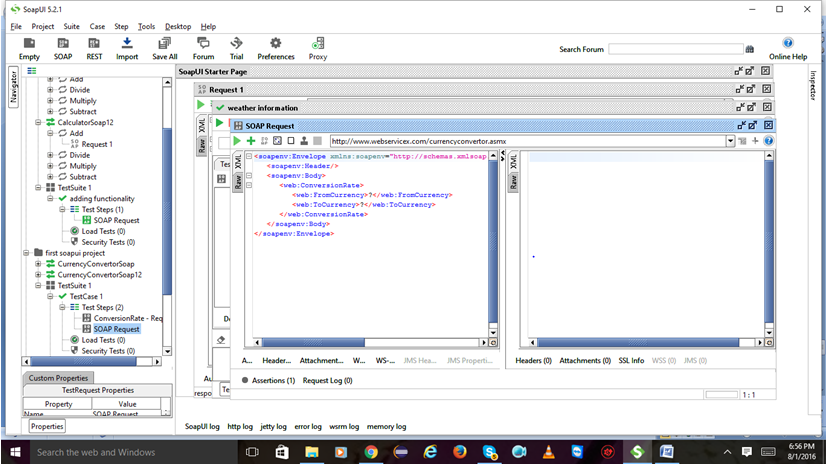 SoapUI 5.2.1
File Project Suite Case Step Tools Desktop Help
Empty SOAP REST Import Save All Forum Trial Preferences Proxy
Search Forum
Online Help
Navigator
Add
Divide
Multiply
Subtract
CalculatorSoap12
Add
Request 1
Divide
Multiply
Subtract
TestSuite 1
adding functionality
Test Steps (1)
SOAP Request
Load Tests (0)
Security Tests (0)
first soapui project
CurrencyConvertorSoap
CurrencyConvertorSoap12
TestSuite 1
TestCase 1
Test Steps (2)
ConversionRate - Req
SOAP Request
Load Tests (0)
Security Tests (0)
Custom Properties
TestRequest Properties
Property Value
Name SOAP Request
Properties
SoapUI Starter Page
Request 1
weather information
SOAP Request
http://www.webservicex.com/currencyconvertor.asmx
XML
Raw
XML
Raw
<soapenv:Envelope xmlns:soapenv="http://schemas.xmlsoap
<soapenv:Header/>
<soapenv:Body>
<web:ConversionRate>
<web:FromCurrency>?</web:FromCurrency>
<web:ToCurrency>?</web:ToCurrency>
</web:ConversionRate>
</soapenv:Body>
</soapenv:Envelope>
XML
Raw
A... Header... Attachment... W... WS-... JMS Hea... JMS Properti...
Headers (0) Attachments (0) SSL Info WSS (0) JMS (0)
Assertions (1) Request Log (0)
1 : 1
Inspector
SoapUI log http log jetty log error log wsrm log memory log
Search the web and Windows
6:56 PM
8/1/2016